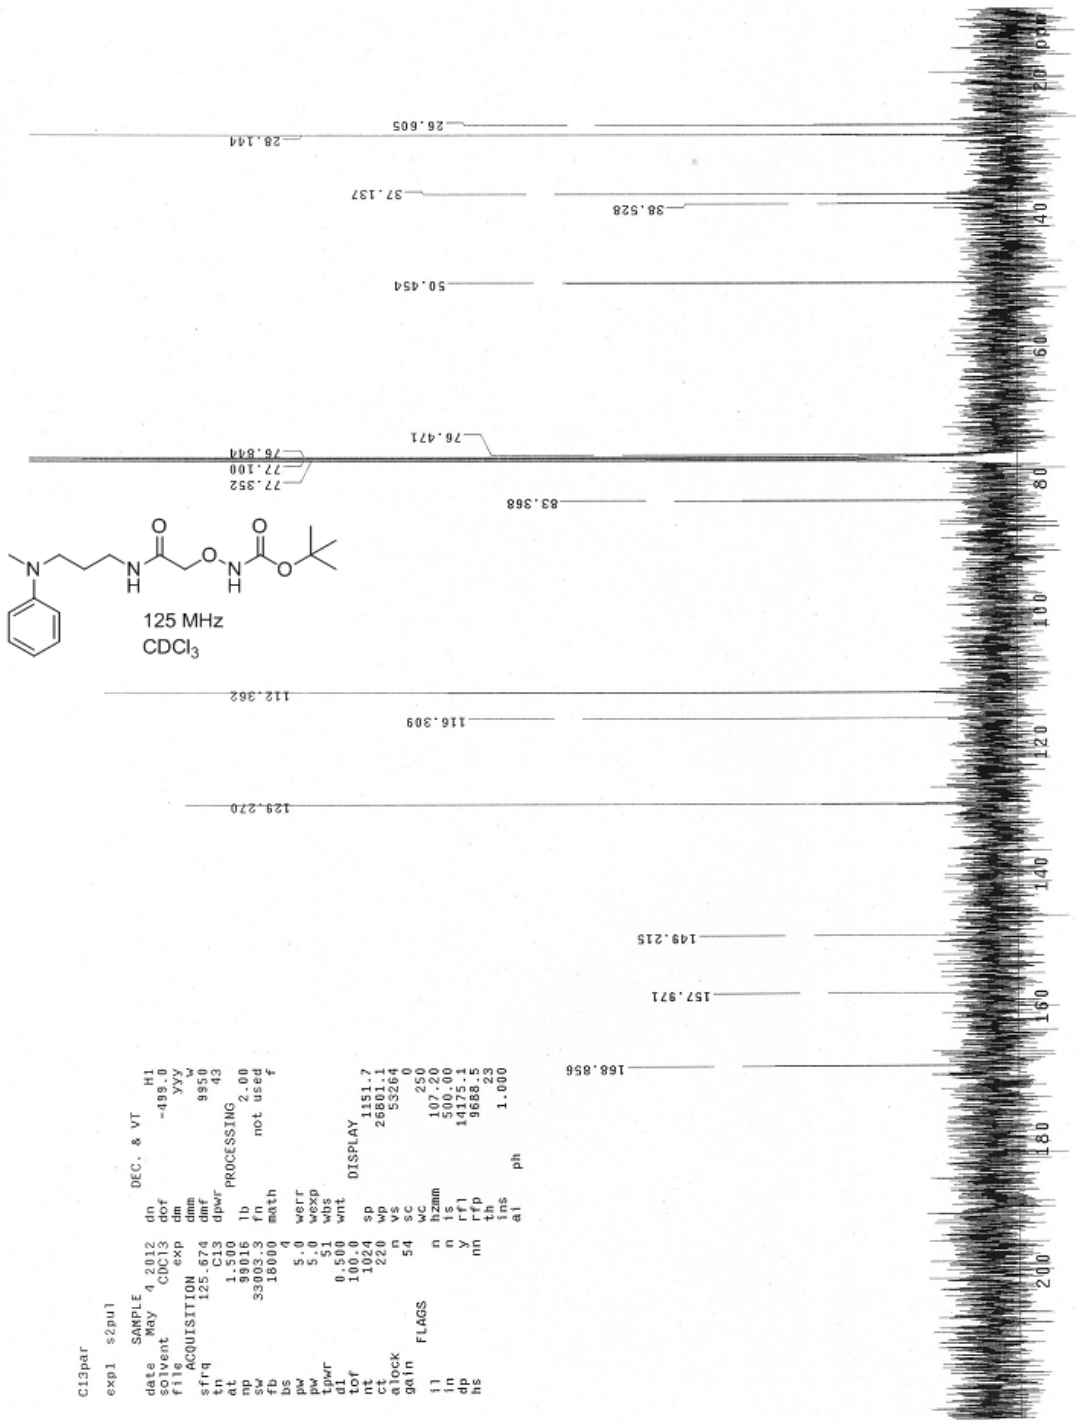 C13par
exp1 s2pul
SAMPLE DEC. & VT
date May 4 2012 dn H1
solvent CDCl3 dof -499.0
file exp dm yyy
ACQUISITION dmm w
sfrq 125.674 dmf 9950
tn C13 dpwr 43
at 1.500 PROCESSING
np 99016 lb 2.00
sw 33003.3 fn not used
fb 18000 math f
bs 4
pw 5.0 werr
pw 5.0 wexp
tpwr 51 wbs
d1 0.500 wnt
tof 100.0 DISPLAY
nt 1024 sp 1151.7
ct 220 wp 26801.1
alock n vs 53264
gain 54 sc 0
FLAGS wc 250
il n hzmm 107.20
in n is 500.00
dp y rfl 14175.1
hs nn rfp 9688.5
th 23
ins 1.000
ai ph
168.856
157.971
149.215
129.270
116.309
112.362
83.368
77.352
77.100
76.844
76.471
50.454
38.528
37.137
28.144
26.605
N
N
H
O
O
N
H
O
O
125 MHz
CDCl3
200 180 160 140 120 100 80 60 40 20 ppm